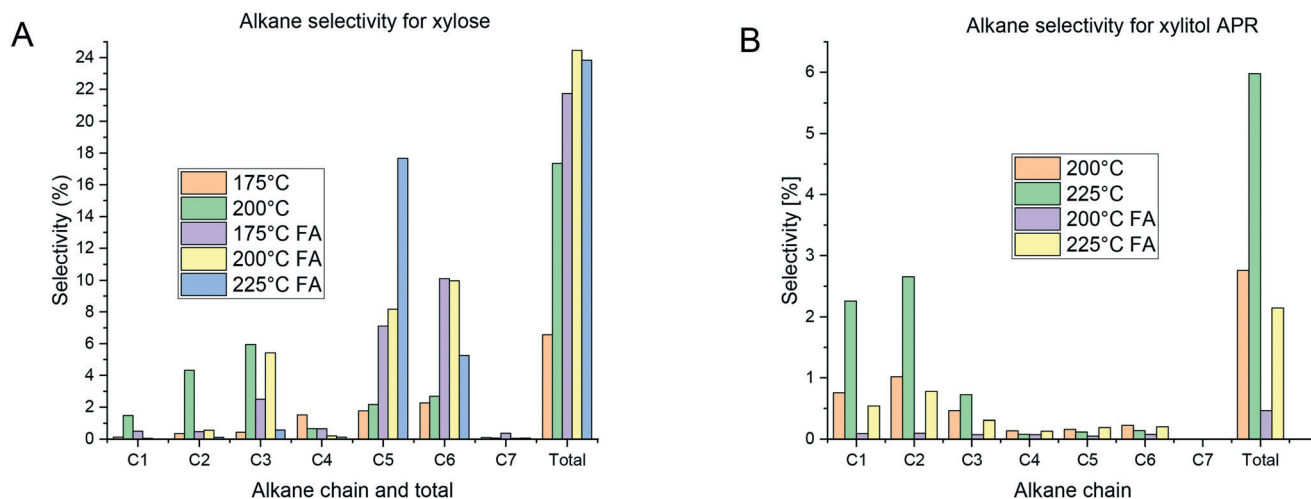 A
Alkane selectivity for xylose
24
22
20
18
16
14
12
10
8
6
4
2
0
Selectivity (%)
175°C
200°C
175°C FA
200°C FA
225°C FA
C1 C2 C3 C4 C5 C6 C7 Total
Alkane chain and total
B
Alkane selectivity for xylitol APR
6
5
4
3
2
1
0
Selectivity [%]
200°C
225°C
200°C FA
225°C FA
C1 C2 C3 C4 C5 C6 C7 Total
Alkane chain